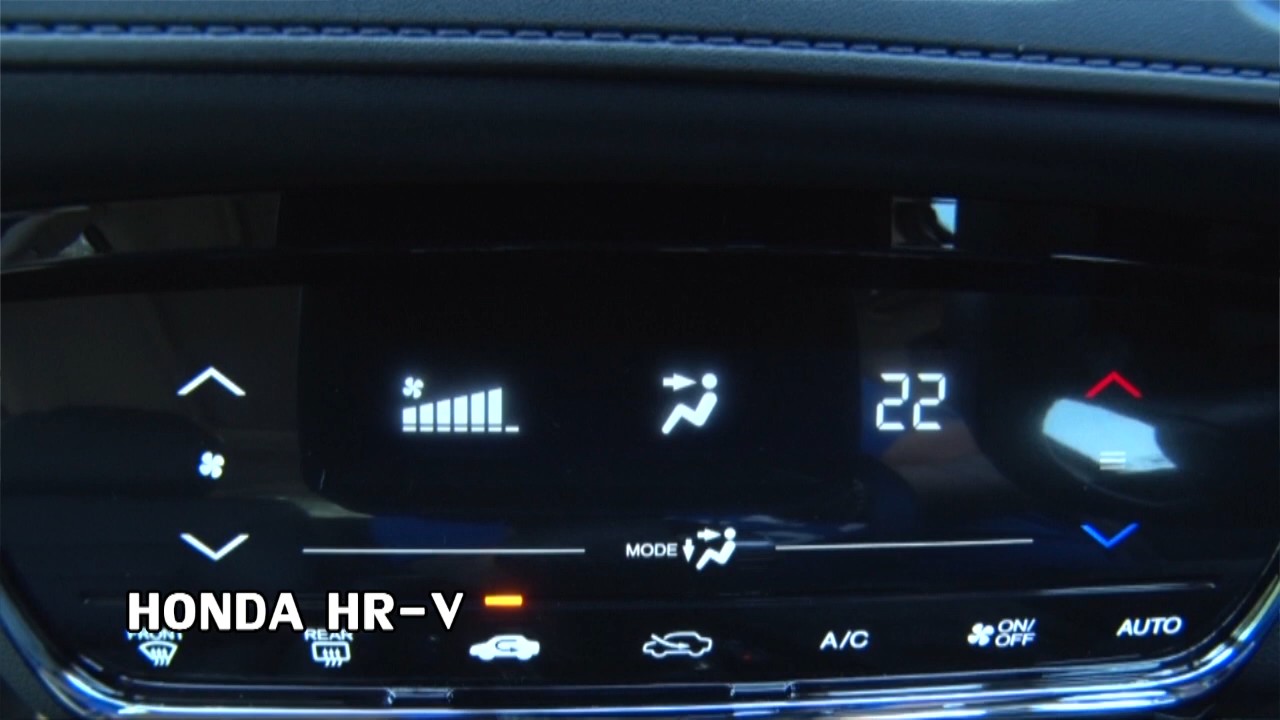 22
MODE
HONDA HR-V
FRONT
REAR
A/C
ON/
OFF
AUTO